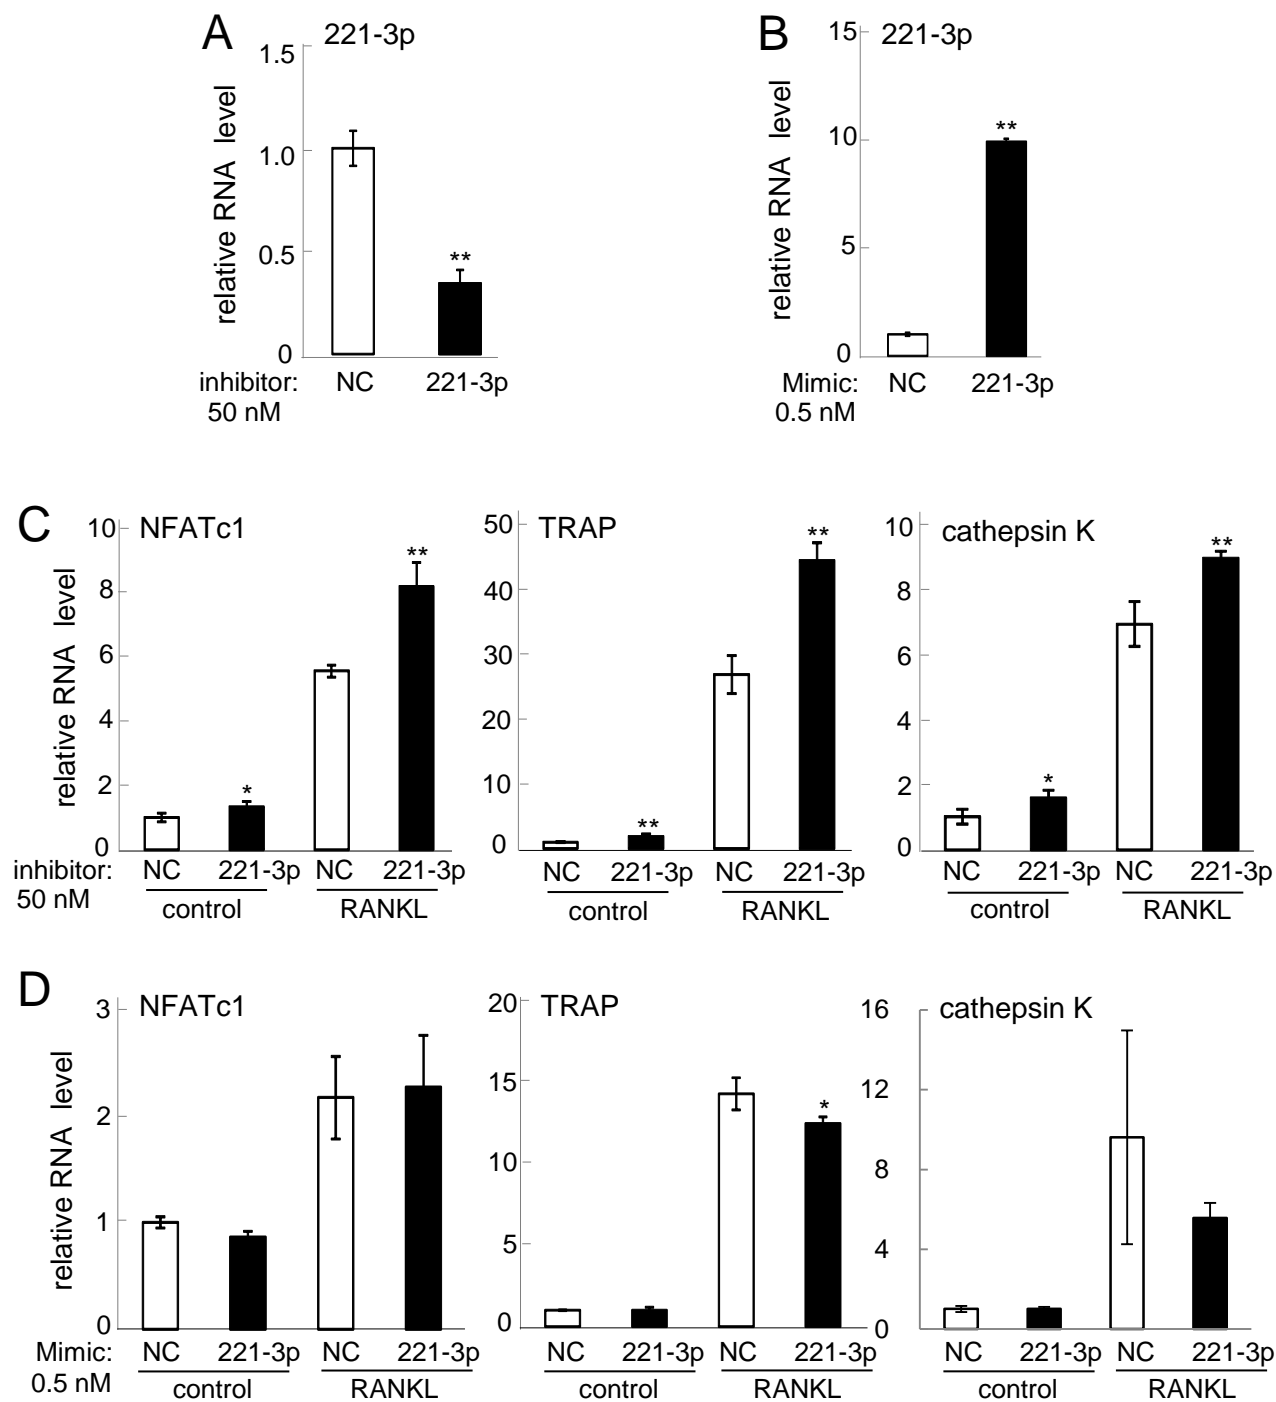 A
221-3p
relative RNA level
1.5
1.0
0.5
0
**
inhibitor:
50 nM
NC
221-3p
B
221-3p
relative RNA level
15
10
5
0
**
Mimic:
0.5 nM
NC
221-3p
C
NFATc1
relative RNA level
10
8
6
4
2
0
*
**
inhibitor:
50 nM
NC 221-3p NC 221-3p
control RANKL
TRAP
50
40
30
20
10
0
**
**
NC 221-3p NC 221-3p
control RANKL
cathepsin K
10
8
6
4
2
0
*
**
NC 221-3p NC 221-3p
control RANKL
D
NFATc1
relative RNA level
3
2
1
0
Mimic:
0.5 nM
NC 221-3p NC 221-3p
control RANKL
TRAP
20
15
10
5
0
*
NC 221-3p NC 221-3p
control RANKL
cathepsin K
16
12
8
4
0
NC 221-3p NC 221-3p
control RANKL